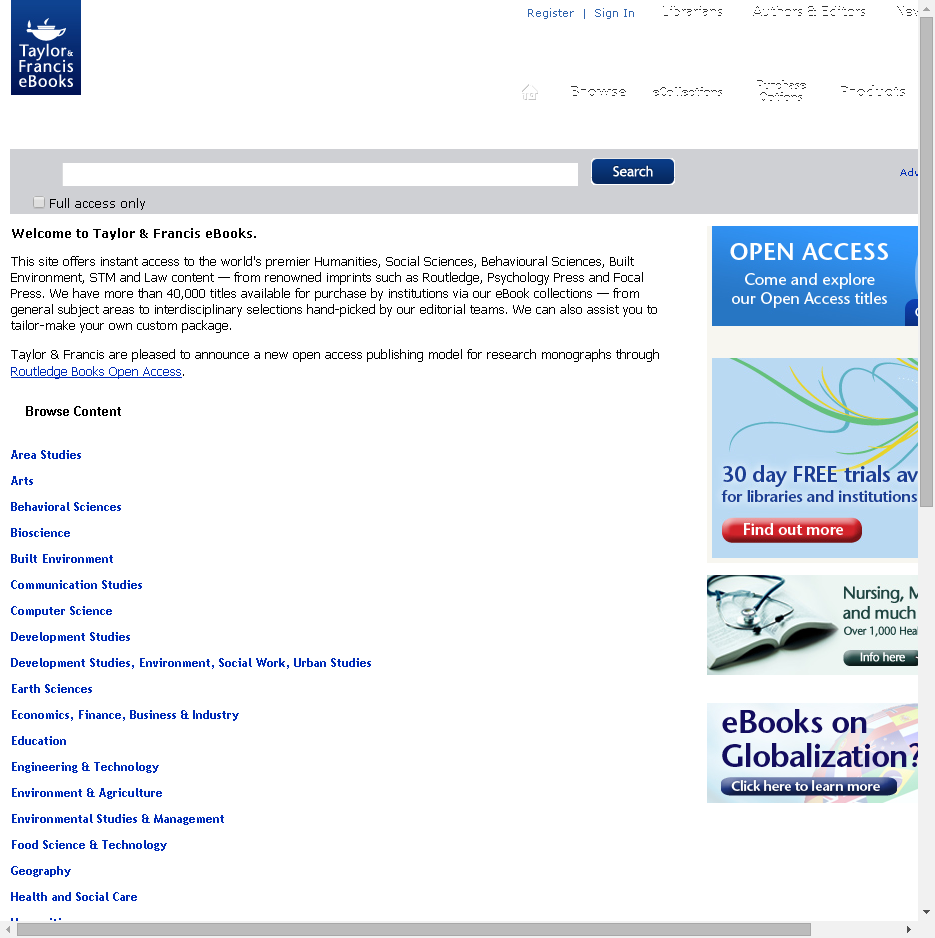 Taylor &
Francis
eBooks
Register | Sign In
Librarians
Authors & Editors
Browse
eCollections
Purchase
Options
Products
Search
Full access only
Welcome to Taylor & Francis eBooks.
This site offers instant access to the world's premier Humanities, Social Sciences, Behavioural Sciences, Built
Environment, STM and Law content — from renowned imprints such as Routledge, Psychology Press and Focal
Press. We have more than 40,000 titles available for purchase by institutions via our eBook collections — from
general subject areas to interdisciplinary selections hand-picked by our editorial teams. We can also assist you to
tailor-make your own custom package.
Taylor & Francis are pleased to announce a new open access publishing model for research monographs through
Routledge Books Open Access.
Browse Content
Area Studies
Arts
Behavioral Sciences
Bioscience
Built Environment
Communication Studies
Computer Science
Development Studies
Development Studies, Environment, Social Work, Urban Studies
Earth Sciences
Economics, Finance, Business & Industry
Education
Engineering & Technology
Environment & Agriculture
Environmental Studies & Management
Food Science & Technology
Geography
Health and Social Care
OPEN ACCESS
Come and explore
our Open Access titles
30 day FREE trials av
for libraries and institutions
Find out more
Nursing, M
and much
Over 1,000 Hea
Info here
eBooks on
Globalization?
Click here to learn more